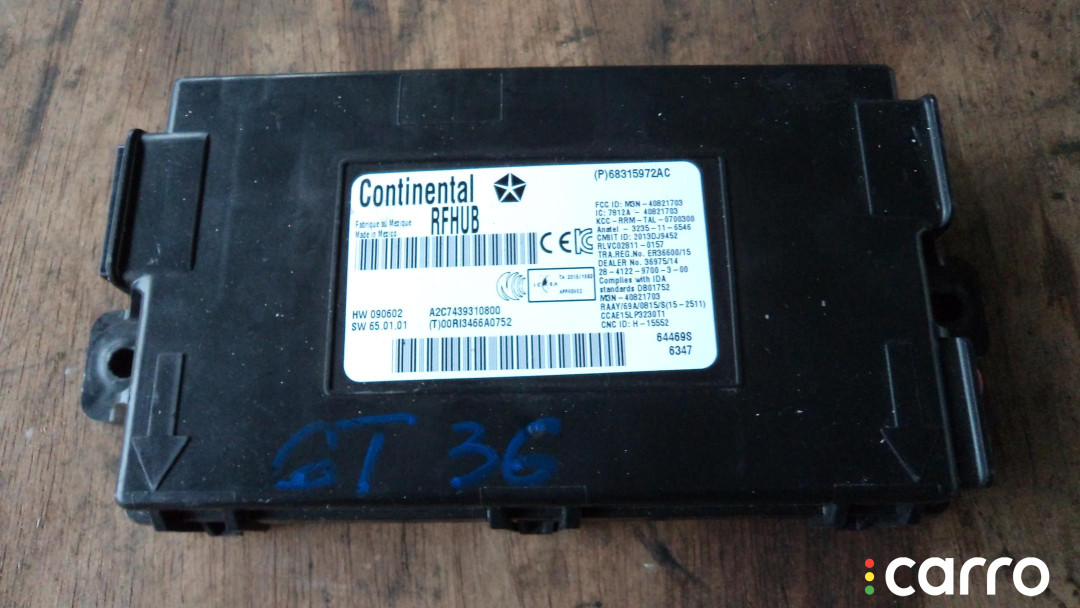 Continental
RFHUB
Fabrique au Mexique
Made in Mexico
(P)68315972AC
FCC ID: M3N-40821703
IC: 7812A - 40821703
KCC-RRM-TAL-0700300
Anatel - 3235-11-6546
CMIIT ID: 2013DJ9452
RLVC02811-0157
TRA.REG.No. ER36600/15
DEALER No. 36975/14
28-4122-9700-3-00
Complies with IDA
standards DB01752
M3N-40821703
RAAY/69A/0815/S(15-2511)
CCAE15LP3230T1
CNC ID: H-15552
CE
APPROVED
HW 090602
A2C7439310800
SW 65.01.01
(T)00RI3466A0752
64469S
6347
GT 36
carro